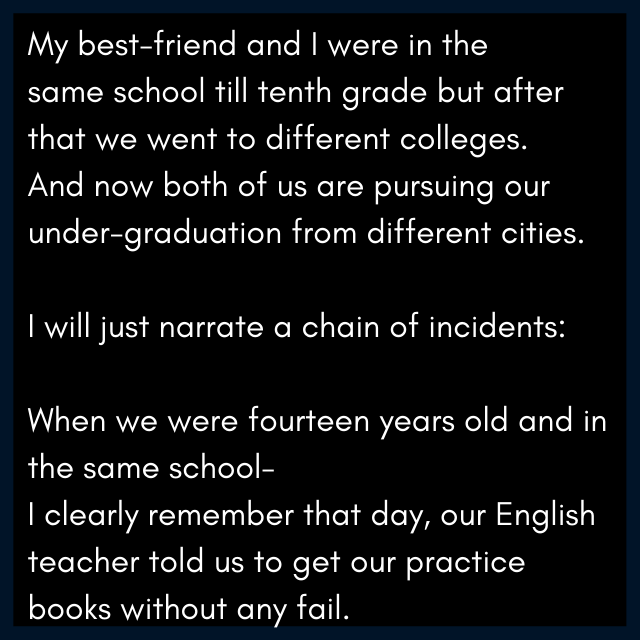 My best-friend and I were in the
same school till tenth grade but after
that we went to different colleges.
And now both of us are pursuing our
under-graduation from different cities.
I will just narrate a chain of incidents:
When we were fourteen years old and in
the same school-
I clearly remember that day, our English
teacher told us to get our practice
books without any fail.